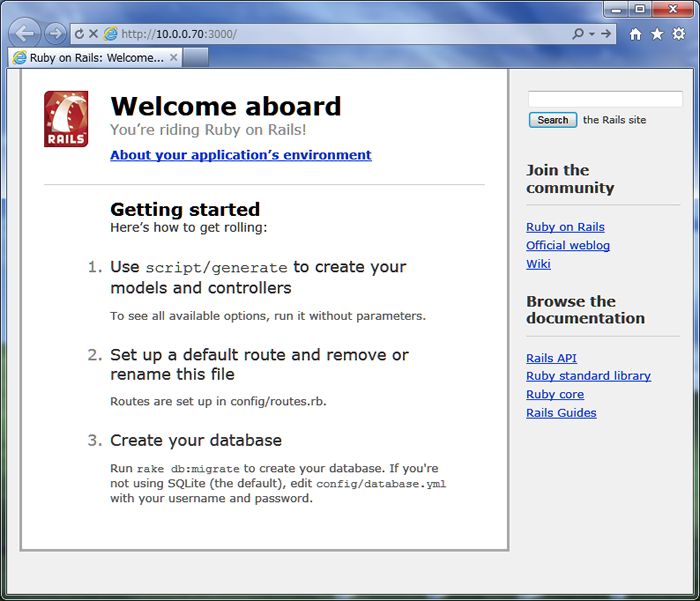 http://10.0.0.70:3000/
Ruby on Rails: Welcome...
RAILS
Welcome aboard
You're riding Ruby on Rails!
About your application's environment
Getting started
Here's how to get rolling:
1. Use script/generate to create your
models and controllers
To see all available options, run it without parameters.
2. Set up a default route and remove or
rename this file
Routes are set up in config/routes.rb.
3. Create your database
Run rake db:migrate to create your database. If you're
not using SQLite (the default), edit config/database.yml
with your username and password.
Search the Rails site
Join the
community
Ruby on Rails
Official weblog
Wiki
Browse the
documentation
Rails API
Ruby standard library
Ruby core
Rails Guides